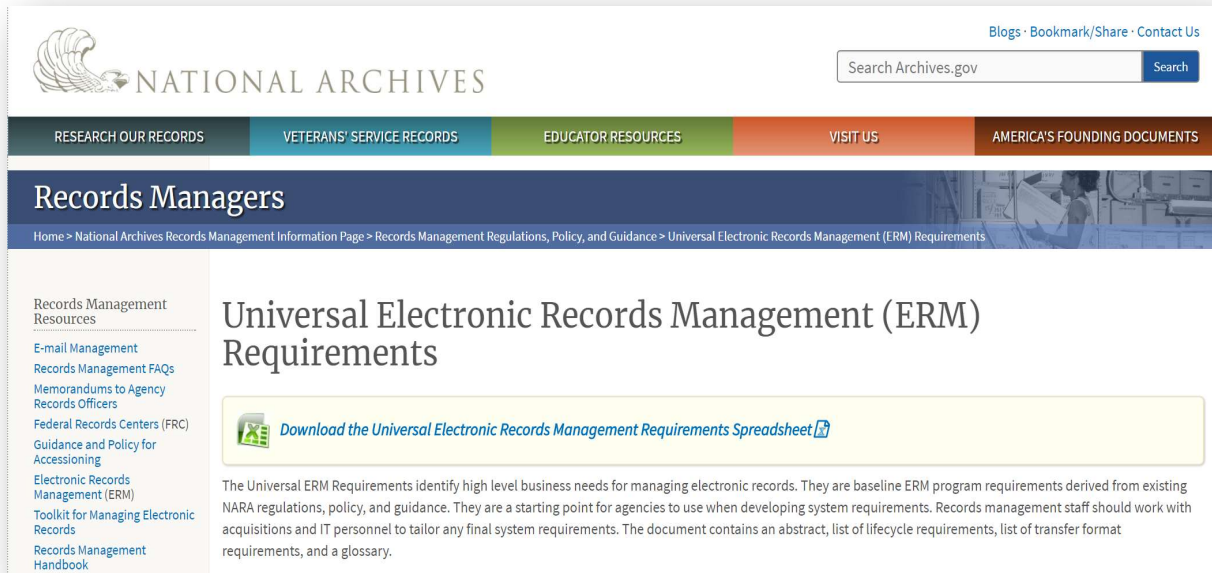 Blogs · Bookmark/Share · Contact Us
NATIONAL ARCHIVES
Search Archives.gov
Search
RESEARCH OUR RECORDS
VETERANS' SERVICE RECORDS
EDUCATOR RESOURCES
VISIT US
AMERICA'S FOUNDING DOCUMENTS
Records Managers
Home > National Archives Records Management Information Page > Records Management Regulations, Policy, and Guidance > Universal Electronic Records Management (ERM) Requirements
Records Management
Resources
E-mail Management
Records Management FAQs
Memorandums to Agency
Records Officers
Federal Records Centers (FRC)
Guidance and Policy for
Accessioning
Electronic Records
Management (ERM)
Toolkit for Managing Electronic
Records
Records Management
Handbook
Universal Electronic Records Management (ERM)
Requirements
Download the Universal Electronic Records Management Requirements Spreadsheet
The Universal ERM Requirements identify high level business needs for managing electronic records. They are baseline ERM program requirements derived from existing
NARA regulations, policy, and guidance. They are a starting point for agencies to use when developing system requirements. Records management staff should work with
acquisitions and IT personnel to tailor any final system requirements. The document contains an abstract, list of lifecycle requirements, list of transfer format
requirements, and a glossary.